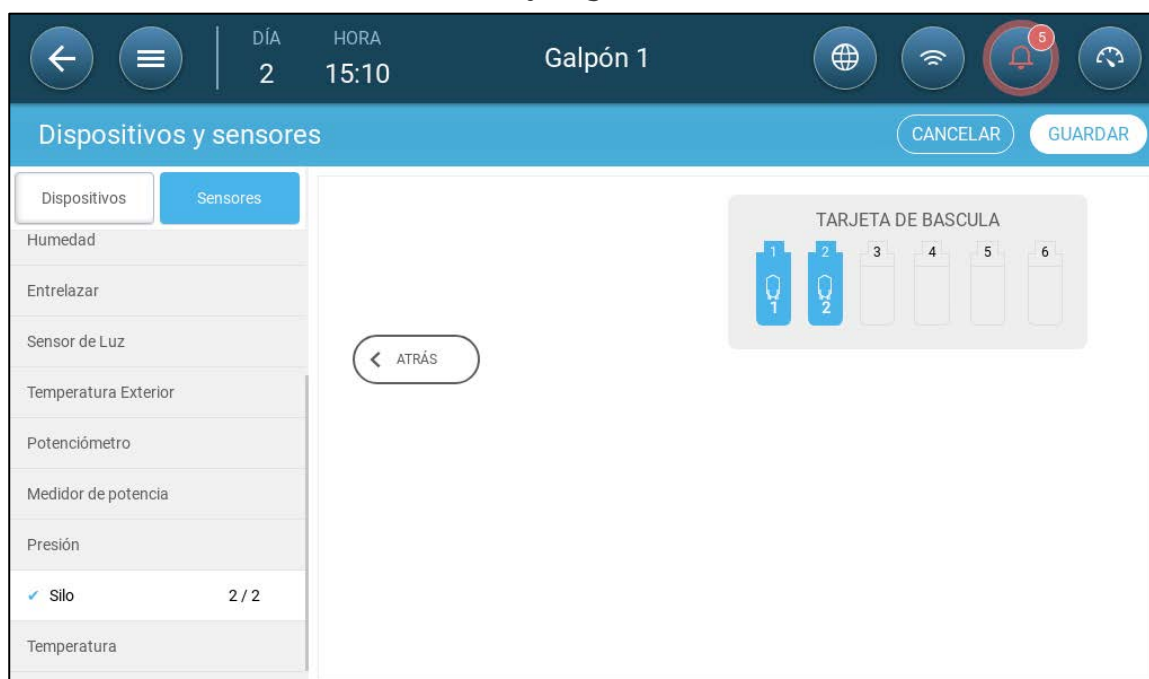 DÍA HORA
2 15:10 Galpón 1 5
Dispositivos y sensores CANCELAR GUARDAR
Dispositivos Sensores
Humedad
Entrelazar
Sensor de Luz
Temperatura Exterior
Potenciómetro
Medidor de potencia
Presión
Silo 2 / 2
Temperatura
ATRÁS
TARJETA DE BASCULA
1 2 3 4 5 6
1 2